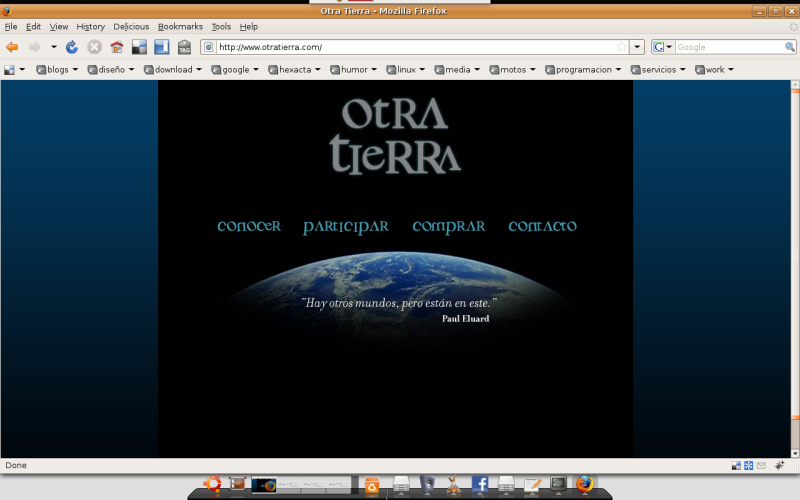 Otra Tierra - Mozilla Firefox
File Edit View History Delicious Bookmarks Tools Help
TAG http://www.otratierra.com/ Google
blogs diseño download google hexacta humor linux media motos programacion servicios work
OtRA
tIeRRA
conoceR paRticipaR compRaR contacto
"Hay otros mundos, pero están en este."
Paul Eluard
Done